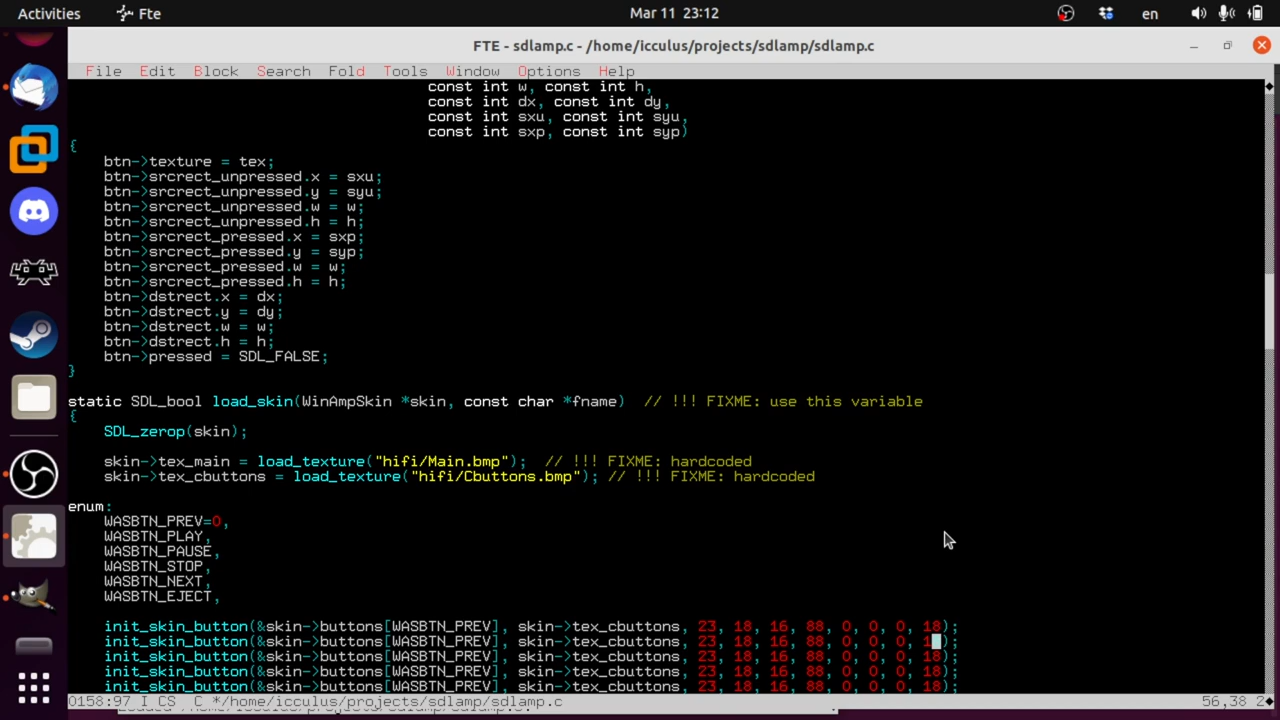 Activities
Fte
Mar 11 23:12
en
FTE - sdlamp.c - /home/icculus/projects/sdlamp/sdlamp.c
File Edit Block Search Fold Tools Window Options Help
const int w, const int h,
const int dx, const int dy,
const int sxu, const int syu,
const int sxp, const int syp)
{
btn->texture = tex;
btn->srcrect_unpressed.x = sxu;
btn->srcrect_unpressed.y = syu;
btn->srcrect_unpressed.w = w;
btn->srcrect_unpressed.h = h;
btn->srcrect_pressed.x = sxp;
btn->srcrect_pressed.y = syp;
btn->srcrect_pressed.w = w;
btn->srcrect_pressed.h = h;
btn->dstrect.x = dx;
btn->dstrect.y = dy;
btn->dstrect.w = w;
btn->dstrect.h = h;
btn->pressed = SDL_FALSE;
}
static SDL_bool load_skin(WinAmpSkin *skin, const char *fname)  // !!! FIXME: use this variable
{
SDL_zerop(skin);
skin->tex_main = load_texture("hifi/Main.bmp");  // !!! FIXME: hardcoded
skin->tex_cbuttons = load_texture("hifi/Cbuttons.bmp"); // !!! FIXME: hardcoded
enum:
WASBTN_PREV=0,
WASBTN_PLAY,
WASBTN_PAUSE,
WASBTN_STOP,
WASBTN_NEXT,
WASBTN_EJECT,
init_skin_button(&skin->buttons[WASBTN_PREV], skin->tex_cbuttons, 23, 18, 16, 88, 0, 0, 0, 18);
init_skin_button(&skin->buttons[WASBTN_PREV], skin->tex_cbuttons, 23, 18, 16, 88, 0, 0, 0, 18);
init_skin_button(&skin->buttons[WASBTN_PREV], skin->tex_cbuttons, 23, 18, 16, 88, 0, 0, 0, 18);
init_skin_button(&skin->buttons[WASBTN_PREV], skin->tex_cbuttons, 23, 18, 16, 88, 0, 0, 0, 18);
init_skin_button(&skin->buttons[WASBTN_PREV], skin->tex_cbuttons, 23, 18, 16, 88, 0, 0, 0, 18);
0158:97 I CS  C */home/icculus/projects/sdlamp/sdlamp.c
56,38 2